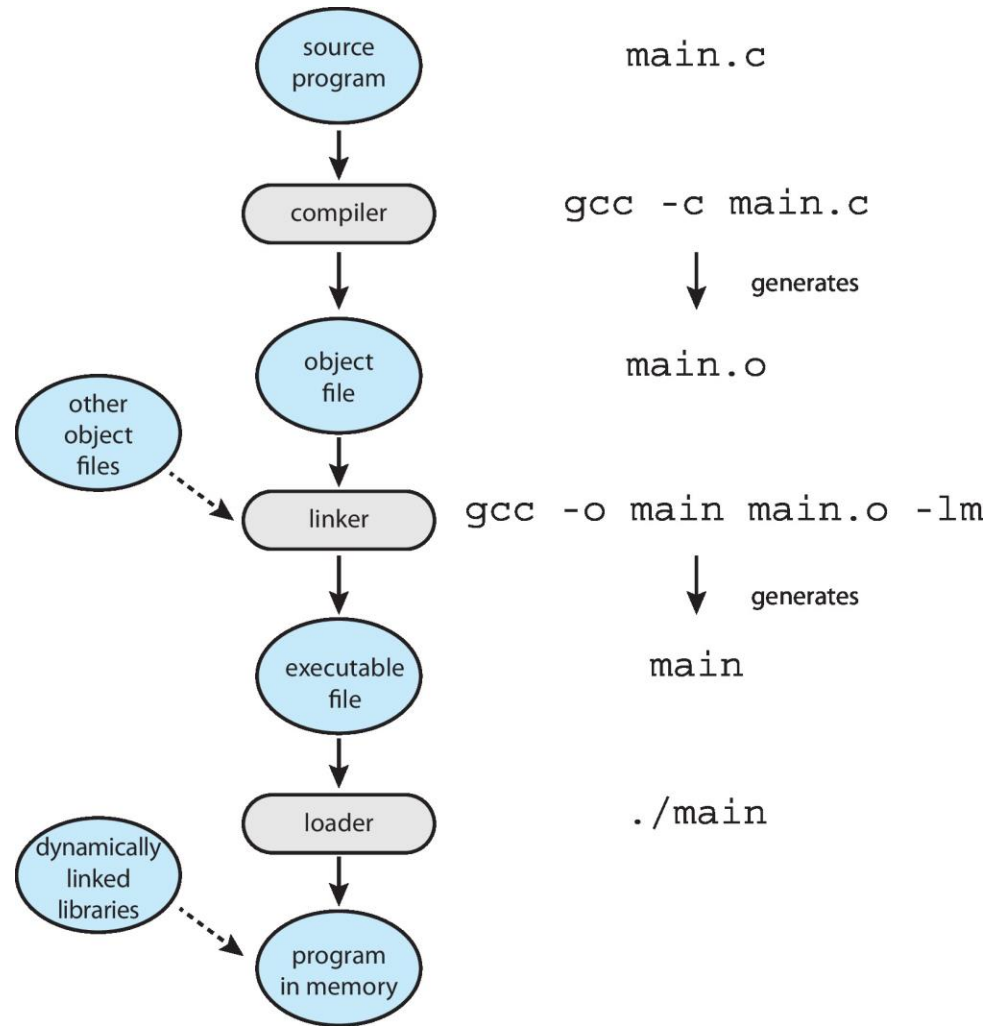 source
program
main.c
compiler
gcc -c main.c
generates
object
file
main.o
other
object
files
linker
gcc -o main main.o -lm
generates
executable
file
main
loader
./main
dynamically
linked
libraries
program
in memory